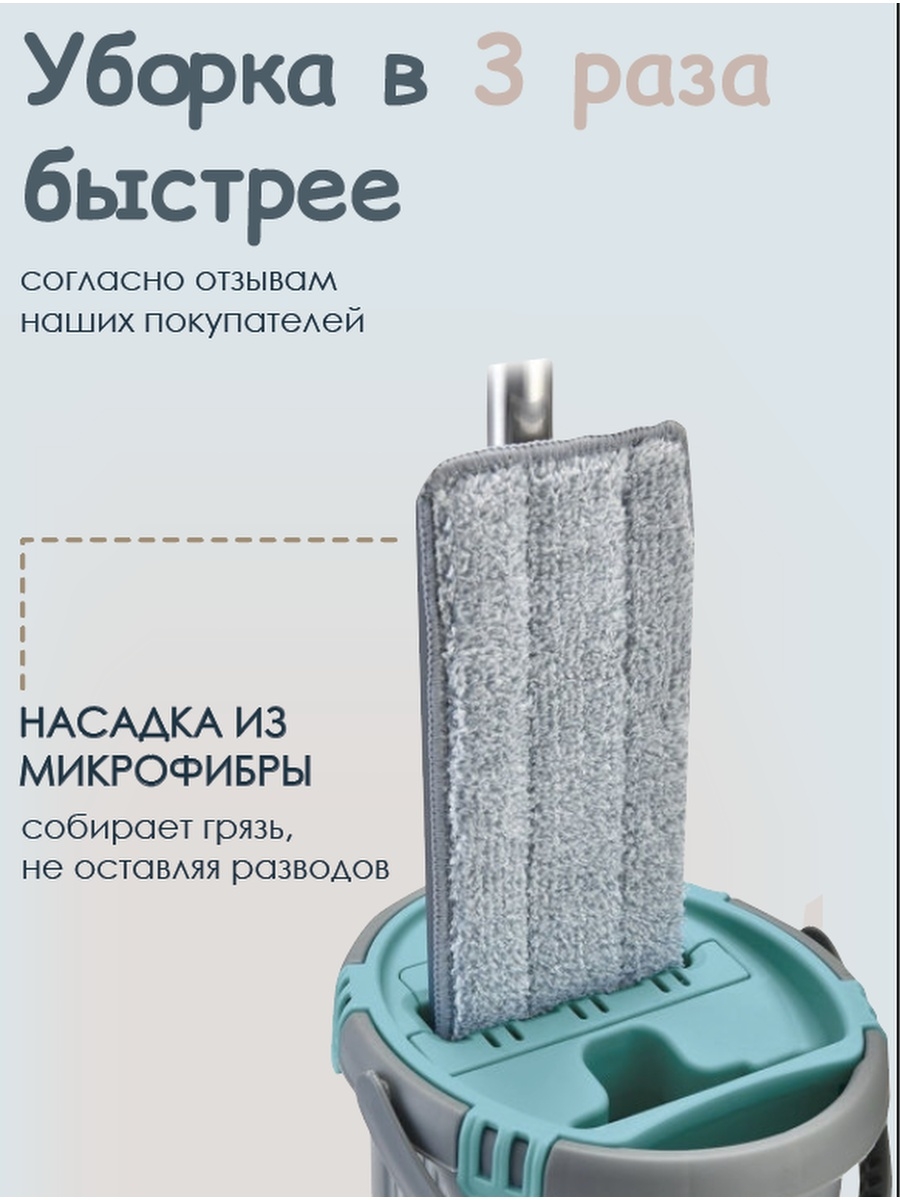 Уборка в 3 раза
быстрее
согласно отзывам
наших покупателей
НАСАДКА ИЗ
МИКРОФИБРЫ
собирает грязь,
не оставляя разводов